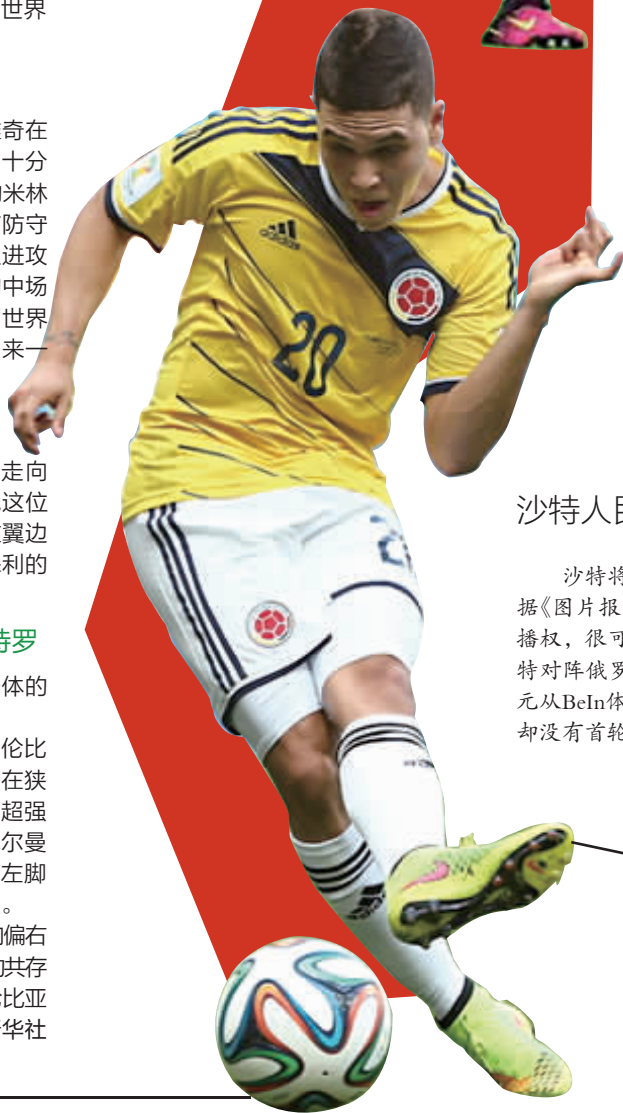 世界
奇在
十分
米林
防守
进攻
中场
世界
来一
走向
这位
翼边
利的
特罗
体的
伦比
在狭
超强
尔曼
左脚
。
偏右
共存
比亚
华社
adidas
20
沙特人民
沙特将
据《图片报
播权，很可
特对阵俄罗
元从BeIn体
却没有首轮